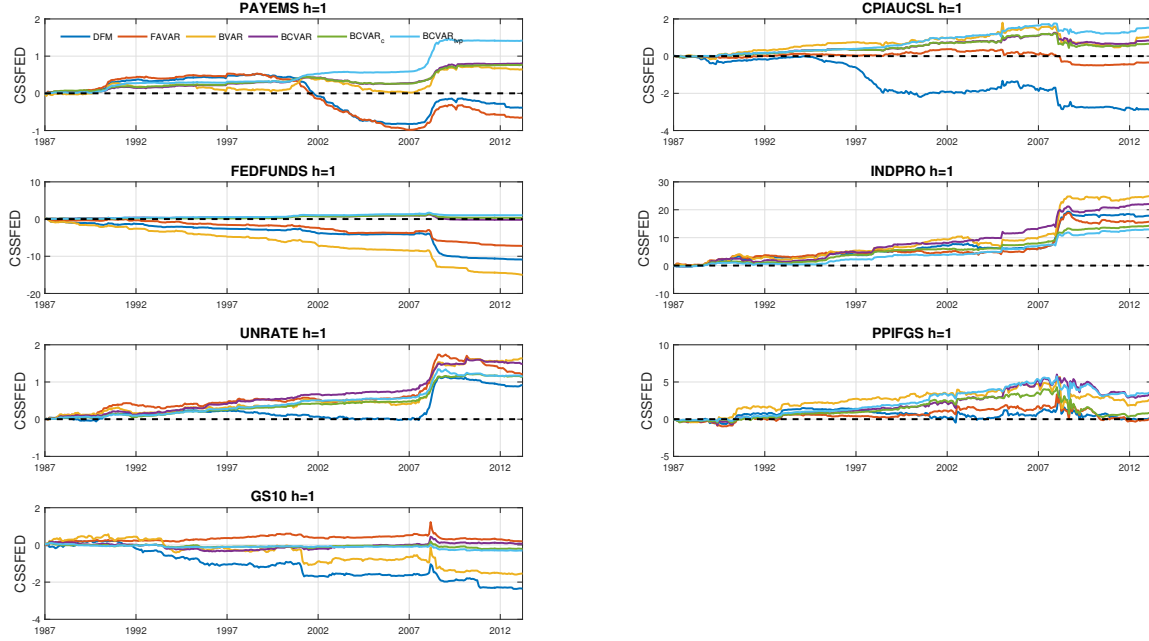 PAYEMS h=1
CSSFED
2
1
0
-1
DFM FAVAR BVAR BCVAR BCVARc BCVARtvp
1987 1992 1997 2002 2007 2012
CPIAUCSL h=1
CSSFED
2
0
-2
-4
1987 1992 1997 2002 2007 2012
FEDFUNDS h=1
CSSFED
10
0
-10
-20
1987 1992 1997 2002 2007 2012
INDPRO h=1
CSSFED
30
20
10
0
-10
1987 1992 1997 2002 2007 2012
UNRATE h=1
CSSFED
2
1
0
-1
1987 1992 1997 2002 2007 2012
PPIFGS h=1
CSSFED
10
5
0
-5
1987 1992 1997 2002 2007 2012
GS10 h=1
CSSFED
2
0
-2
-4
1987 1992 1997 2002 2007 2012